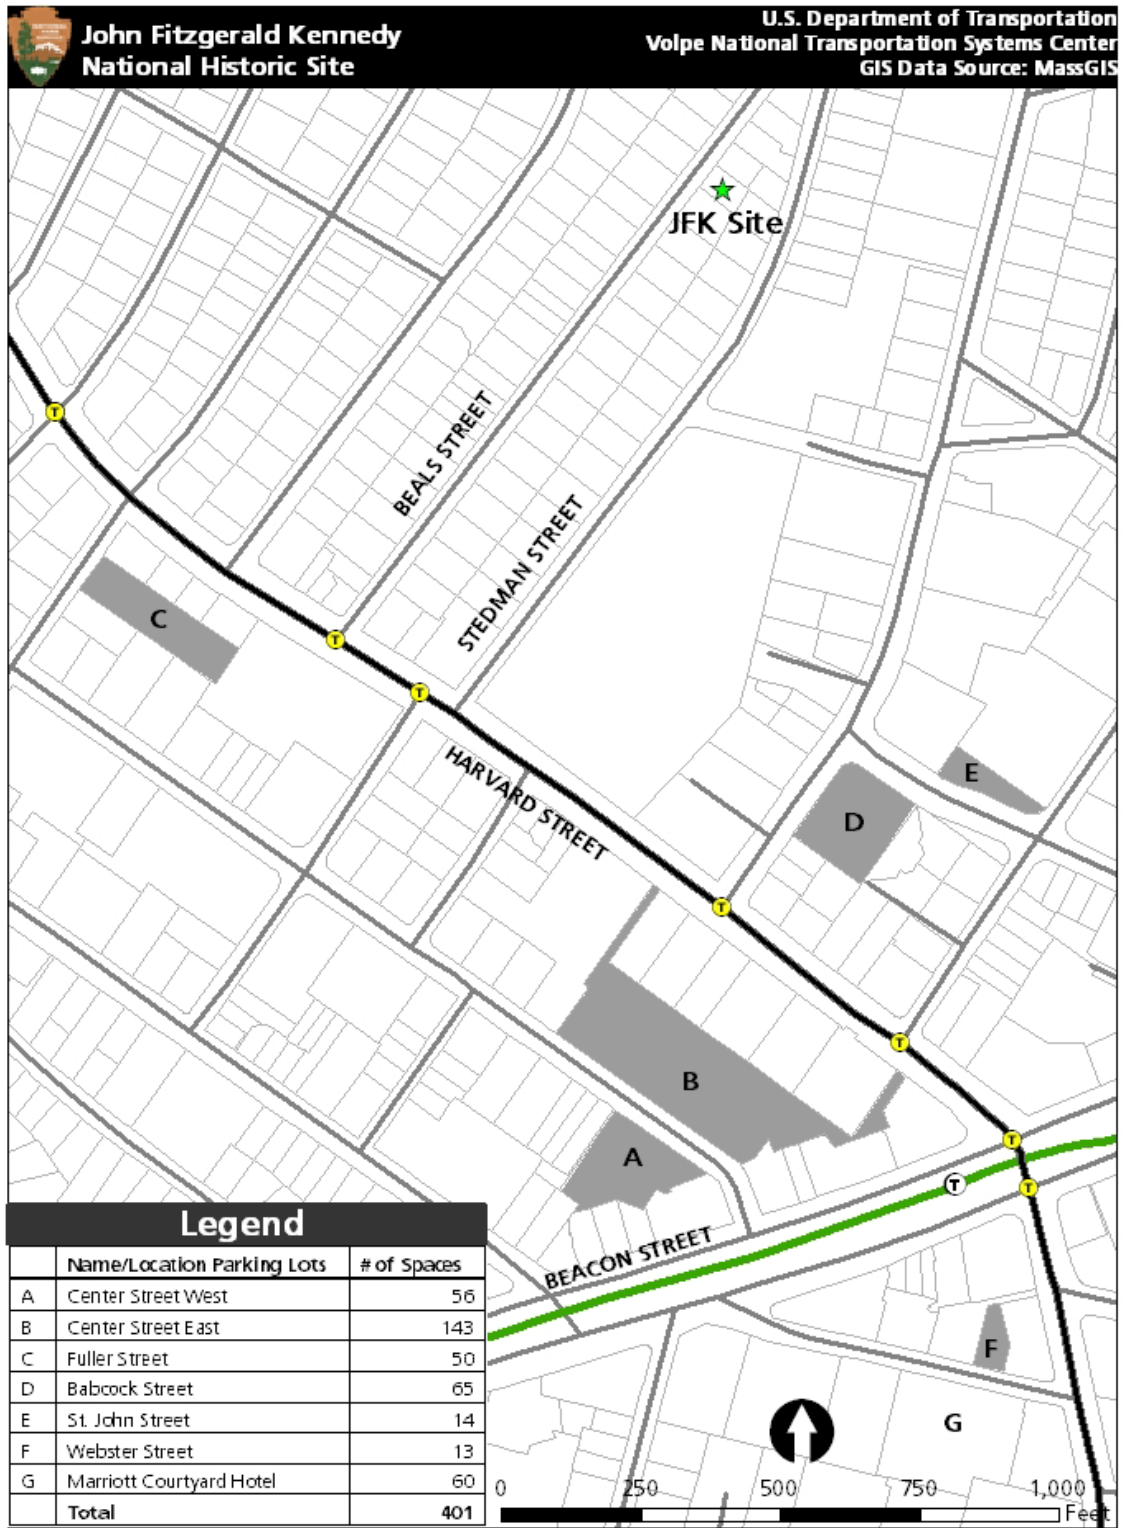 John Fitzgerald Kennedy
National Historic Site
U.S. Department of Transportation
Volpe National Transportation Systems Center
GIS Data Source: MassGIS
JFK Site
BEALS STREET
STEDMAN STREET
HARVARD STREET
BEACON STREET
T
T
T
T
T
T
T
T
A
B
C
D
E
F
G
Legend
Name/Location Parking Lots # of Spaces
A Center Street West 56
B Center Street East 143
C Fuller Street 50
D Babcock Street 65
E St. John Street 14
F Webster Street 13
G Marriott Courtyard Hotel 60
Total 401
0 250 500 750 1,000
Feet